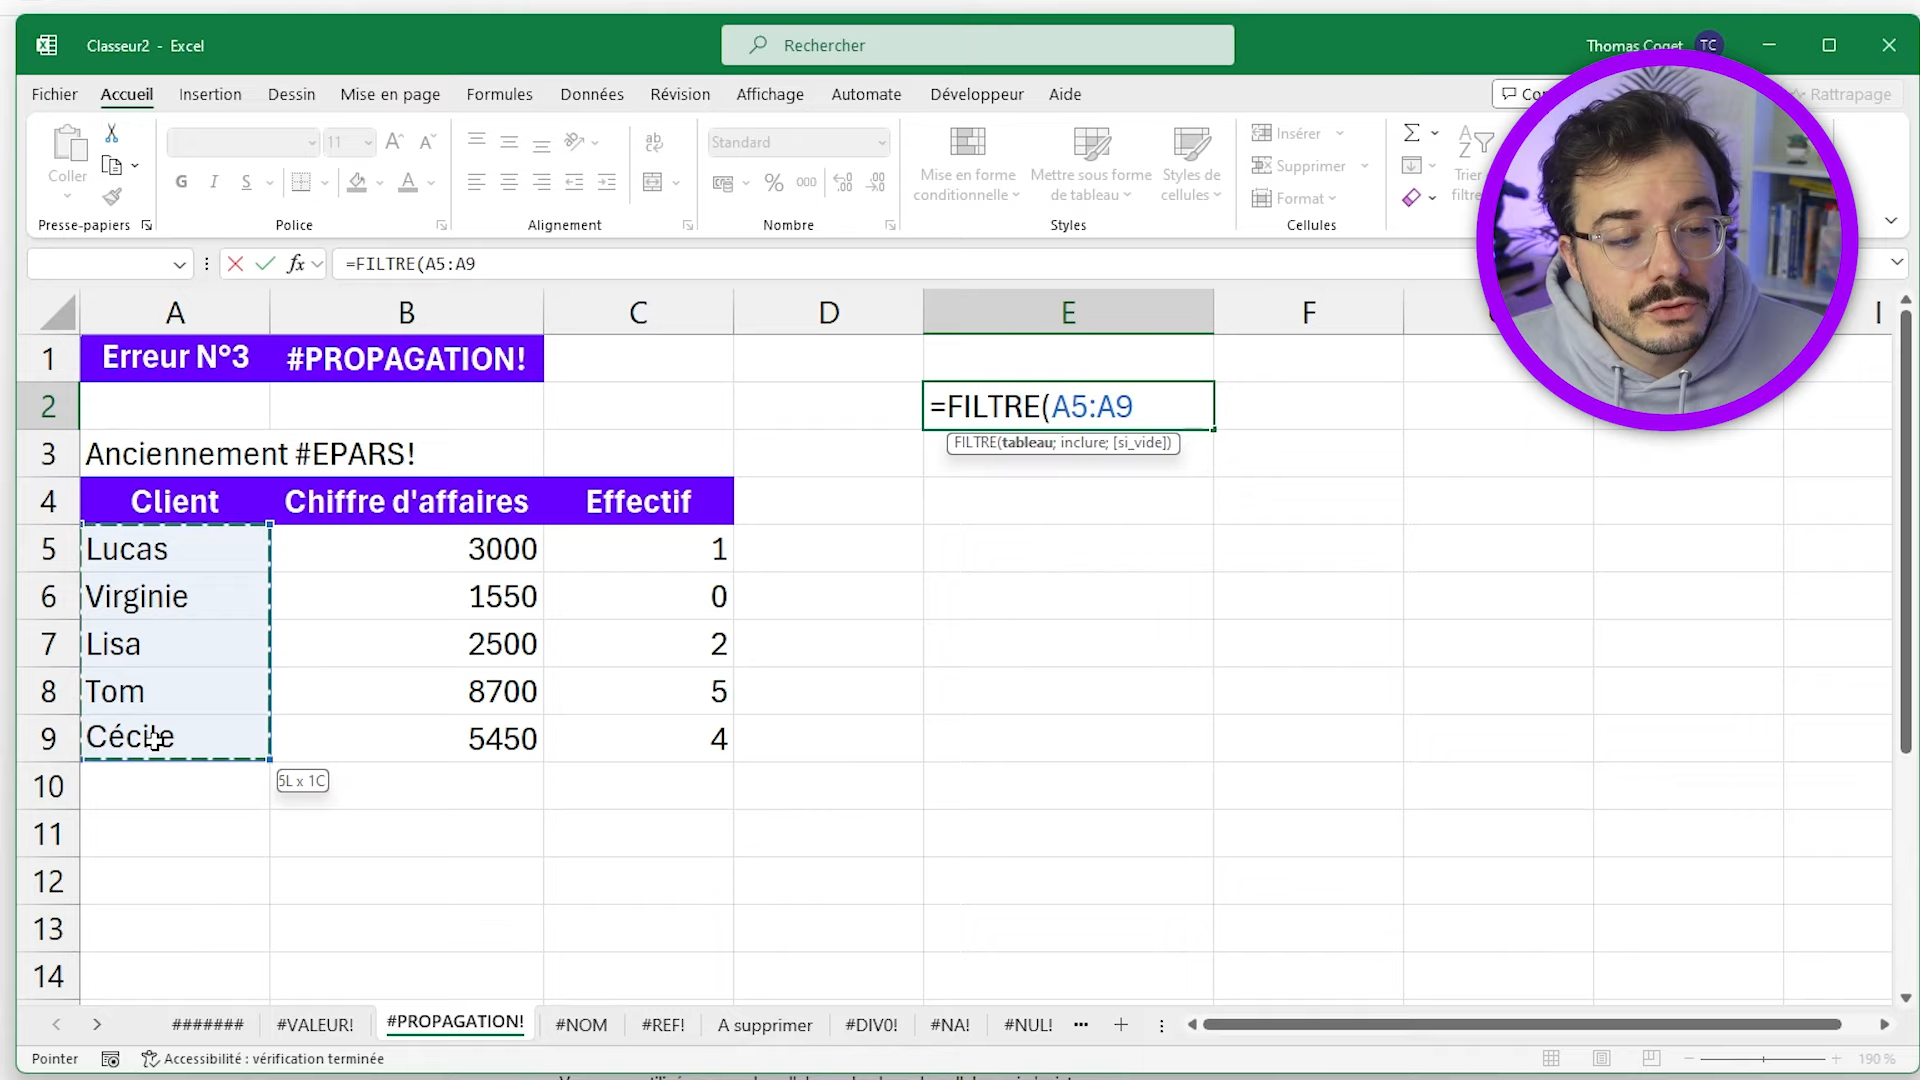 Classeur2 - Excel
Rechercher
Thomas Coget
TC
Fichier
Accueil
Insertion
Dessin
Mise en page
Formules
Données
Révision
Affichage
Automate
Développeur
Aide
Rattrapage
Coller
11
G I S
Standard
% 000
Mise en forme
conditionnelle
Mettre sous forme
de tableau
Styles de
cellules
Insérer
Supprimer
Format
Trier
Presse-papiers
Police
Alignement
Nombre
Styles
Cellules
fx
=FILTRE(A5:A9
A B C D E F I
1 Erreur N°3 #PROPAGATION!
2 =FILTRE(A5:A9
FILTRE(tableau; inclure; [si_vide])
3 Anciennement #EPARS!
4 Client Chiffre d'affaires Effectif
5 Lucas 3000 1
6 Virginie 1550 0
7 Lisa 2500 2
8 Tom 8700 5
9 Cécile 5450 4
5L x 1C
10
11
12
13
14
#######
#VALEUR!
#PROPAGATION!
#NOM
#REF!
A supprimer
#DIV0!
#NA!
#NUL!
Pointer
Accessibilité : vérification terminée
190 %